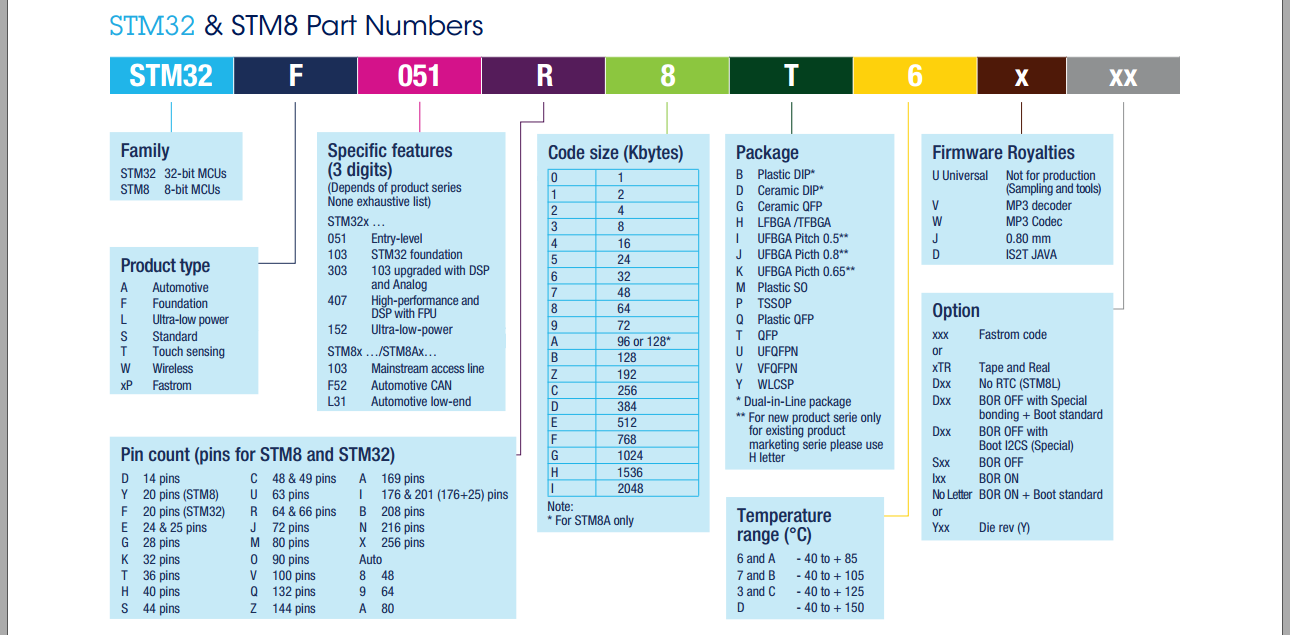 STM32 & STM8 Part Numbers
STM32 F 051 R 8 T 6 x xx
Family
STM32 32-bit MCUs
STM8 8-bit MCUs
Product type
A Automotive
F Foundation
L Ultra-low power
S Standard
T Touch sensing
W Wireless
xP Fastrom
Specific features
(3 digits)
(Depends of product series
None exhaustive list)
STM32x ...
051 Entry-level
103 STM32 foundation
303 103 upgraded with DSP
and Analog
407 High-performance and
DSP with FPU
152 Ultra-low-power
STM8x .../STM8Ax...
103 Mainstream access line
F52 Automotive CAN
L31 Automotive low-end
Pin count (pins for STM8 and STM32)
D 14 pins C 48 & 49 pins A 169 pins
Y 20 pins (STM8) U 63 pins I 176 & 201 (176+25) pins
F 20 pins (STM32) R 64 & 66 pins B 208 pins
E 24 & 25 pins J 72 pins N 216 pins
G 28 pins M 80 pins X 256 pins
K 32 pins O 90 pins Auto
T 36 pins V 100 pins 8 48
H 40 pins Q 132 pins 9 64
S 44 pins Z 144 pins A 80
Code size (Kbytes)
0 1
1 2
2 4
3 8
4 16
5 24
6 32
7 48
8 64
9 72
A 96 or 128*
B 128
Z 192
C 256
D 384
E 512
F 768
G 1024
H 1536
I 2048
Note:
* For STM8A only
Package
B Plastic DIP*
D Ceramic DIP*
G Ceramic QFP
H LFBGA /TFBGA
I UFBGA Pitch 0.5**
J UFBGA Picth 0.8**
K UFBGA Picth 0.65**
M Plastic SO
P TSSOP
Q Plastic QFP
T QFP
U UFQFPN
V VFQFPN
Y WLCSP
* Dual-in-Line package
** For new product serie only
for existing product
marketing serie please use
H letter
Temperature
range (°C)
6 and A - 40 to + 85
7 and B - 40 to + 105
3 and C - 40 to + 125
D - 40 to + 150
Firmware Royalties
U Universal Not for production
(Sampling and tools)
V MP3 decoder
W MP3 Codec
J 0.80 mm
D IS2T JAVA
Option
xxx Fastrom code
or
xTR Tape and Real
Dxx No RTC (STM8L)
Dxx BOR OFF with Special
bonding + Boot standard
Dxx BOR OFF with
Boot I2CS (Special)
Sxx BOR OFF
Ixx BOR ON
No Letter BOR ON + Boot standard
or
Yxx Die rev (Y)